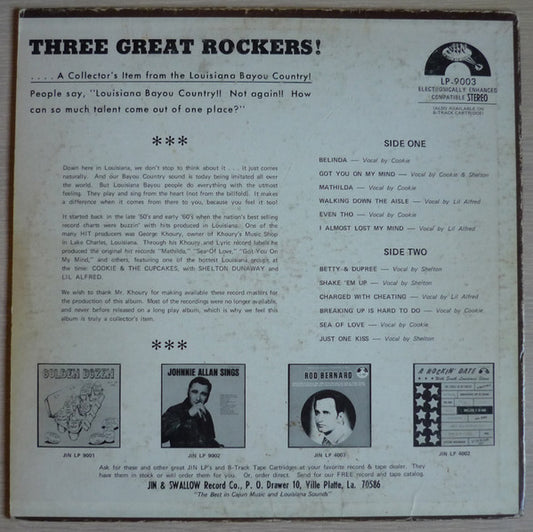 THREE GREAT ROCKERS!
. . . . A Collector's Item from the Louisiana Bayou Country!
People say, "Louisiana Bayou Country!! Not again!! How
can so much talent come out of one place?"
LP-9003
ELECTRONICALLY ENHANCED
COMPATIBLE STEREO
(ALSO AVAILABLE ON
8-TRACK CARTRIDGE)
***
Down here in Louisiana, we don't stop to think about it . . . It just comes
naturally. And our Bayou Country sound is today being imitated all over
the world. But Louisiana Bayou people do everything with the utmost
feeling. They play and sing from the heart (not from the billfold). It makes
a difference when it comes from there to you, because you feel it too!
It started back in the late '50's and early '60's when the nation's best selling
record charts were buzzin' with hits produced in Louisiana. One of the
many HIT producers was George Khoury, owner of Khoury's Music Shop
in Lake Charles, Louisiana. Through his Khoury and Lyric record labels he
produced the original hit records "Mathilda," "Sea Of Love," "Got You On
My Mind," and others, featuring one of the hottest Louisiana groups at
the time: COOKIE & THE CUPCAKES, with SHELTON DUNAWAY and
LIL ALFRED.
We wish to thank Mr. Khoury for making available these record masters for
the production of this album. Most of the recordings were no longer available,
and never before released on a long play album, which is why we feel this
album is truly a collector's item.
***
SIDE ONE
BELINDA — Vocal by Cookie
GOT YOU ON MY MIND — Vocal by Cookie & Shelton
MATHILDA — Vocal by Cookie
WALKING DOWN THE AISLE — Vocal by Lil Alfred
EVEN THO — Vocal by Cookie
I ALMOST LOST MY MIND — Vocal by Lil Alfred
SIDE TWO
BETTY & DUPREE — Vocal by Shelton
SHAKE 'EM UP — Vocal by Shelton
CHARGED WITH CHEATING — Vocal by Lil Alfred
BREAKING UP IS HARD TO DO — Vocal by Cookie
SEA OF LOVE — Vocal by Cookie
JUST ONE KISS — Vocal by Shelton
GOLDEN DOZEN
JIN LP 9001
JOHNNIE ALLAN SINGS
JIN LP 9002
ROD BERNARD
JIN LP 4003
A ROCKIN' DATE
With South Louisiana Stars
JIN LP 4002
Ask for these and other great JIN LP's and 8-Track Tape Cartridges at your favorite record & tape dealer. They
have them in stock or will order them for you. Or, order direct. Send for our FREE record and tape catalog.
JIN & SWALLOW Record Co., P. O. Drawer 10, Ville Platte, La. 70586
"The Best in Cajun Music and Louisiana Sounds"